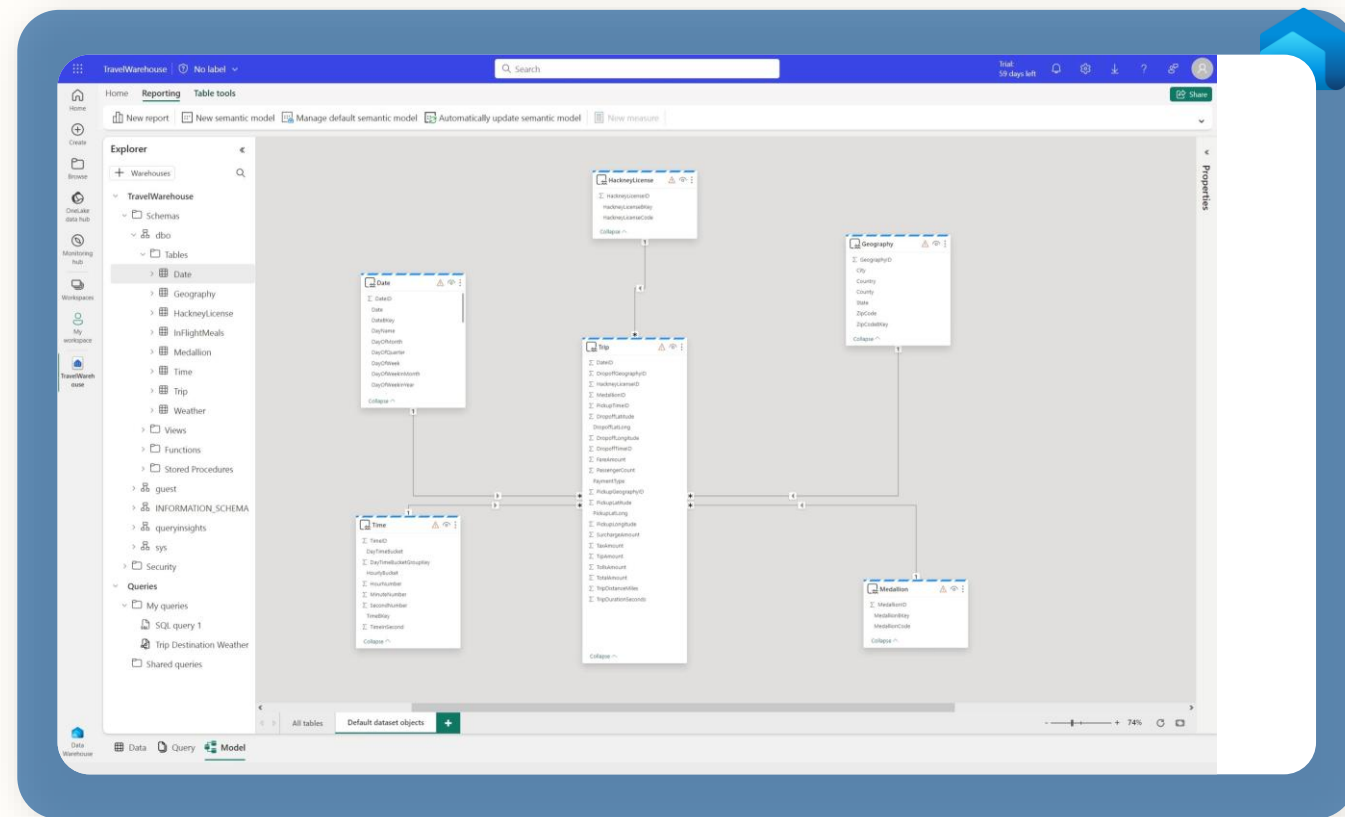 TravelWarehouse
No label
Search
Trial:
59 days left
Home
Reporting
Table tools
Share
New report
New semantic model
Manage default semantic model
Automatically update semantic model
New measure
Home
Create
Browse
OneLake
data hub
Monitoring
hub
Workspaces
My
workspace
TravelWareh
ouse
Data
Warehouse
Explorer
Warehouses
TravelWarehouse
Schemas
dbo
Tables
Date
Geography
HackneyLicense
InFlightMeals
Medallion
Time
Trip
Weather
Views
Functions
Stored Procedures
guest
INFORMATION_SCHEMA
queryinsights
sys
Security
Queries
My queries
SQL query 1
Trip Destination Weather
Shared queries
HackneyLicense
HackneyLicenseID
HackneyLicenseBKey
HackneyLicenseCode
Collapse
1
*
Geography
GeographyID
City
Country
County
State
ZipCode
ZipCodeBKey
Collapse
1
Date
DateID
Date
DateBKey
DayName
DayOfMonth
DayOfQuarter
DayOfWeek
DayOfWeekInMonth
DayOfWeekInYear
Collapse
1
Trip
DateID
DropoffGeographyID
HackneyLicenseID
MedallionID
PickupTimeID
DropoffLatitude
DropoffLatLong
DropoffLongitude
DropoffTimeID
FareAmount
PassengerCount
PaymentType
PickupGeographyID
PickupLatitude
PickupLatLong
PickupLongitude
SurchargeAmount
TaxAmount
TipAmount
TollsAmount
TotalAmount
TripDistanceMiles
TripDurationSeconds
Collapse
Time
TimeID
DayTimeBucket
DayTimeBucketGroupKey
HourlyBucket
HourNumber
MinuteNumber
SecondNumber
TimeBKey
TimeInSecond
Collapse
1
Medallion
MedallionID
MedallionBKey
MedallionCode
Collapse
1
Properties
All tables
Default dataset objects
74%
Data
Query
Model